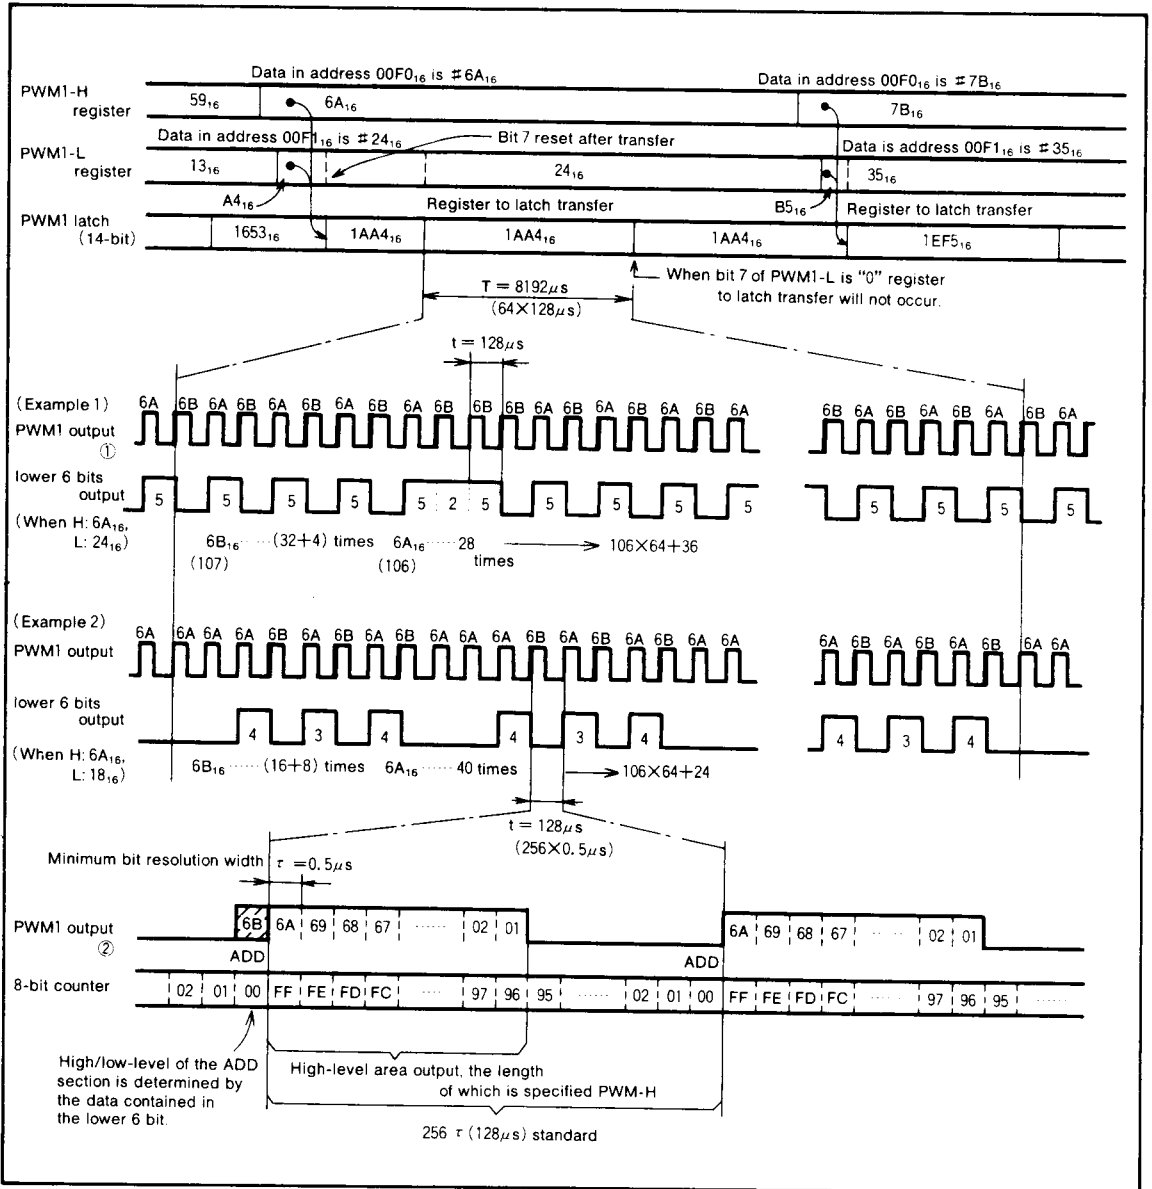 Data in address 00F0₁₆ is #6A₁₆
Data in address 00F0₁₆ is #7B₁₆
PWM1-H
register
59₁₆
6A₁₆
7B₁₆
Data in address 00F1₁₆ is #24₁₆
Bit 7 reset after transfer
Data is address 00F1₁₆ is #35₁₆
PWM1-L
register
13₁₆
24₁₆
35₁₆
A4₁₆
Register to latch transfer
B5₁₆
Register to latch transfer
PWM1 latch
(14-bit)
1653₁₆
1AA4₁₆
1AA4₁₆
1AA4₁₆
1EF5₁₆
When bit 7 of PWM1-L is "0" register
to latch transfer will not occur.
T = 8192μs
(64×128μs)
t = 128μs
(Example 1)
6A 6B 6A 6B 6A 6B 6A 6B 6A 6B 6B 6B 6A 6B 6A 6B 6A 6B 6A
6B 6A 6B 6A 6B 6A 6B 6A
PWM1 output
①
lower 6 bits
output
5 5 5 5 5 2 5 5 5 5 5
5 5 5 5
(When H: 6A₁₆,
L: 24₁₆)
6B₁₆ ······ (32+4) times 6A₁₆ ······ 28
times
106×64+36
(107)
(106)
(Example 2)
6A 6A 6A 6A 6B 6A 6B 6A 6B 6A 6A 6A 6B 6A 6B 6A 6B 6A 6A
6A 6B 6A 6B 6A 6B 6A 6A
PWM1 output
lower 6 bits
output
4 3 4 4 3 4
4 3 4
(When H: 6A₁₆,
L: 18₁₆)
6B₁₆ ······ (16+8) times 6A₁₆ ······ 40 times
106×64+24
t = 128μs
(256×0.5μs)
Minimum bit resolution width τ =0.5μs
PWM1 output
②
6B 6A 69 68 67 ······ 02 01
6A 69 68 67 ······ 02 01
ADD
ADD
8-bit counter
02 01 00 FF FE FD FC ······ 97 96 95 ······ 02 01 00 FF FE FD FC ······ 97 96 95 ······
High/low-level of the ADD
section is determined by
the data contained in
the lower 6 bit.
High-level area output, the length
of which is specified PWM-H
256 τ (128μs) standard